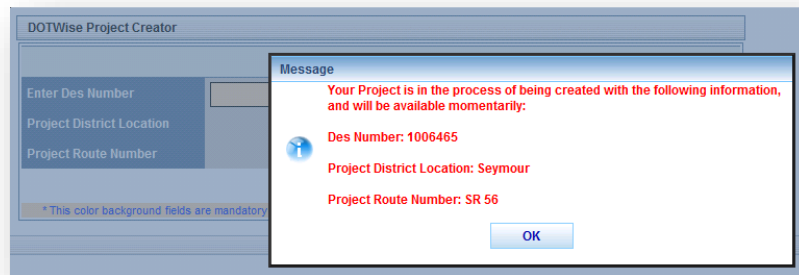 DOTWise Project Creator
Enter Des Number
Project District Location
Project Route Number
* This color background fields are mandatory
Message
Your Project is in the process of being created with the following information,
and will be available momentarily:
Des Number: 1006465
Project District Location: Seymour
Project Route Number: SR 56
OK